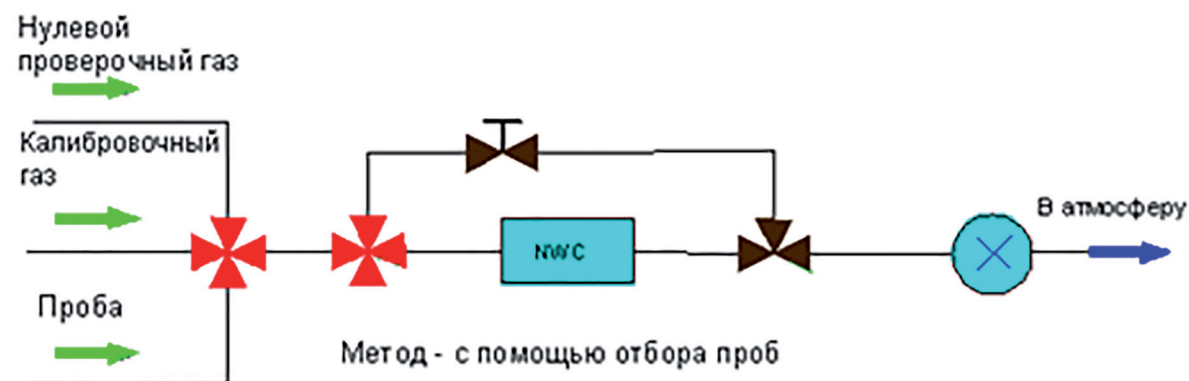 Нулевой
проверочный газ
Калибровочный
газ
В атмосферу
NWC
Проба
Метод - с помощью отбора проб